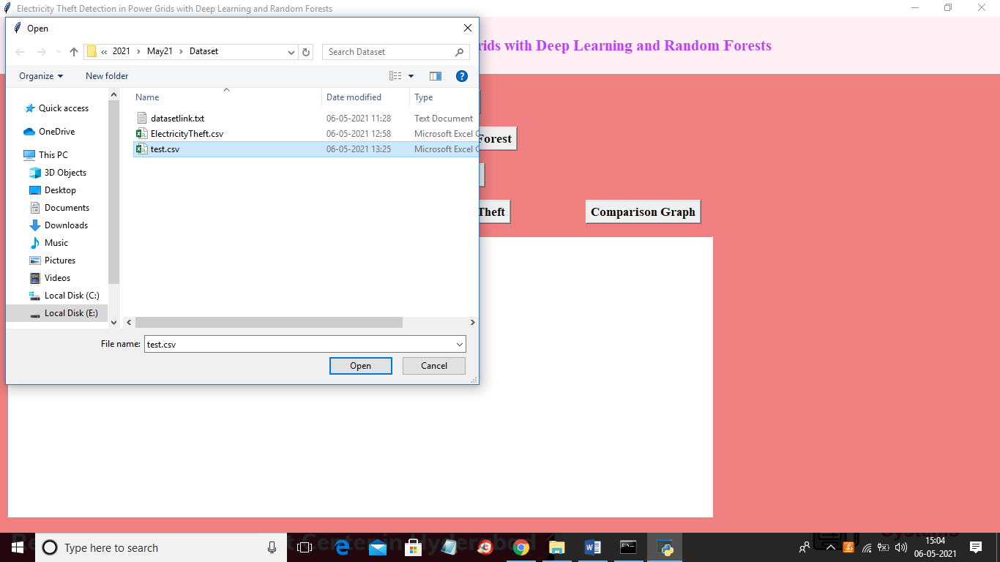 Electricity Theft Detection in Power Grids with Deep Learning and Random Forests
Open
rids with Deep Learning and Random Forests
« 2021 › May21 › Dataset
Search Dataset
Organize
New folder
Name
Date modified
Type
Quick access
OneDrive
This PC
3D Objects
Desktop
Documents
Downloads
Music
Pictures
Videos
Local Disk (C:)
Local Disk (E:)
datasetlink.txt 06-05-2021 11:28 Text Document
ElectricityTheft.csv 06-05-2021 12:58 Microsoft Excel C
test.csv 06-05-2021 13:25 Microsoft Excel C
Forest
Theft
Comparison Graph
File name: test.csv
Open
Cancel
Type here to search
15:04
06-05-2021